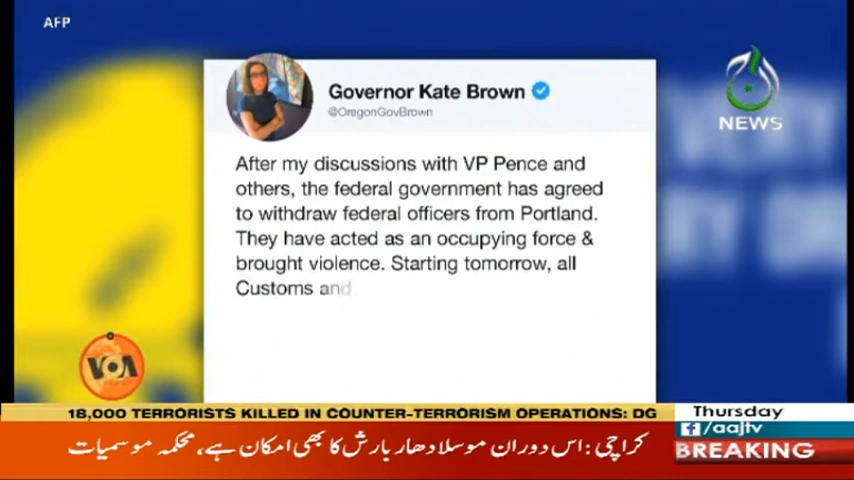 AFP
Governor Kate Brown
@OregonGovBrown
NEWS
After my discussions with VP Pence and
others, the federal government has agreed
to withdraw federal officers from Portland.
They have acted as an occupying force &
brought violence. Starting tomorrow, all
Customs and
VOA
18,000 TERRORISTS KILLED IN COUNTER-TERRORISM OPERATIONS: DG
Thursday
/aajtv
کراچی : اس دوران موسلادھار بارش کا بھی امکان ہے، محکمہ موسمیات
BREAKING